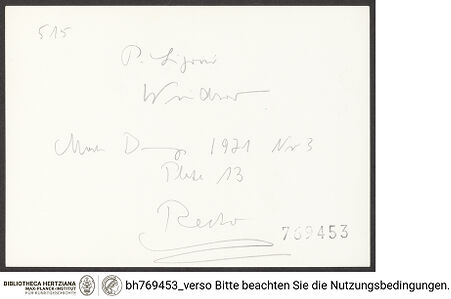 515
P. Ligorio
Windsor
Master Drawings 1971 Nr 3
Plate 13
Recto
769453
BIBLIOTHECA HERTZIANA
MAX-PLANCK-INSTITUT
FÜR KUNSTGESCHICHTE
bh769453_verso Bitte beachten Sie die Nutzungsbedingungen.